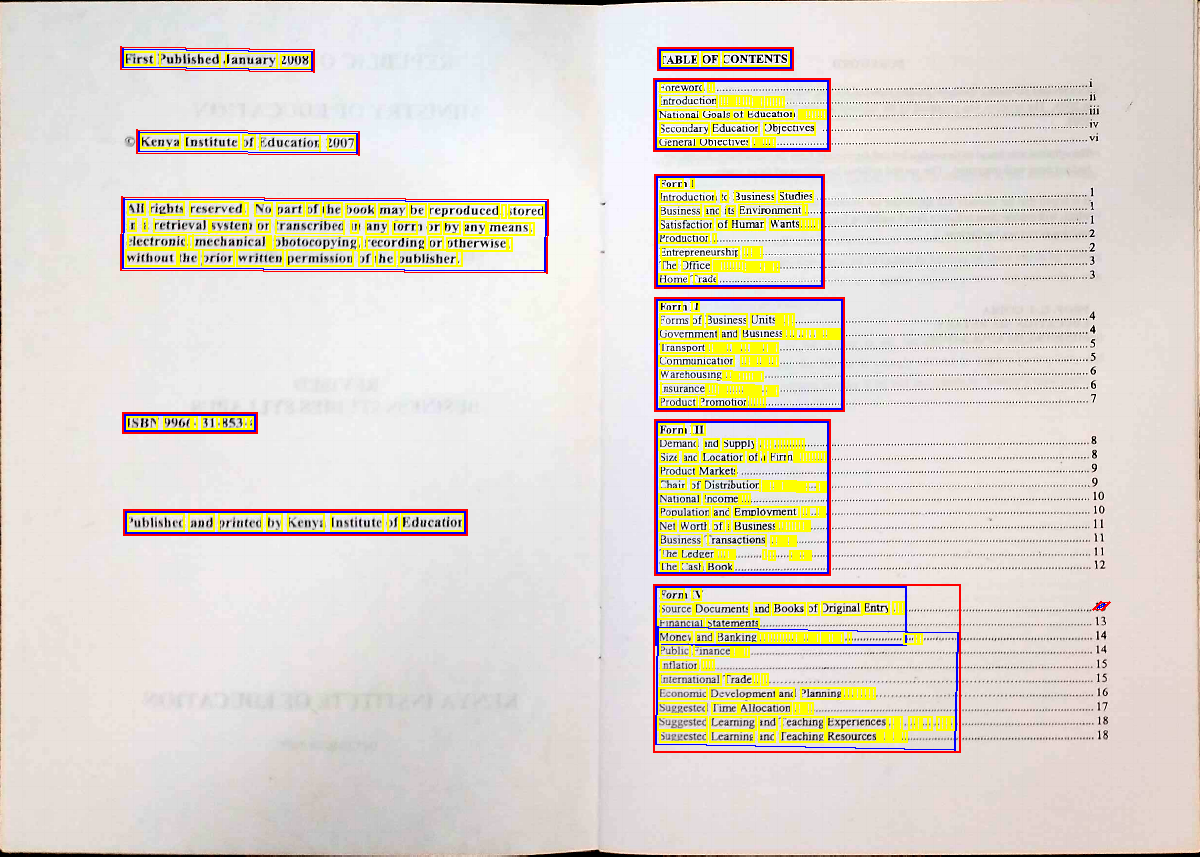 First Published January 2008
© Kenya Institute of Education 2007
All rights reserved. No part of the book may be reproduced, stored
in a retrieval system or transcribed in any form or by any means,
electronic, mechanical photocopying, recording or otherwise,
without the prior written permission of the publisher.
ISBN
Published and printed by Kenya Institute of Education
TABLE OF CONTENTS
Foreword i
Introduction ii
National Goals of Education iii
Secondary Education Objectives iv
General Objectives vi
Form I
Introduction to Business Studies 1
Business and its Environment 1
Satisfaction of Human Wants 1
Production 2
Entrepreneurship 2
The Office 3
Home Trade 3
Form II
Forms of Business Units 4
Government and Business 4
Transport 5
Communication 5
Warehousing 6
Insurance 6
Product Promotion 7
Form III
Demand and Supply 8
Size and Location of a Firm 8
Product Markets 9
Chair of Distribution 9
National Income 10
Population and Employment 10
Net Worth of a Business 11
Business Transactions 11
The Ledger 11
The Cash Book 12
Form IV
Source Documents and Books of Original Entry
Financial Statements 13
Money and Banking 14
Public Finance 14
Inflation 15
International Trade 15
Economic Development and Planning 16
Suggested Time Allocation 17
Suggested Learning and Teaching Experiences 18
Suggested Learning and Teaching Resources 18